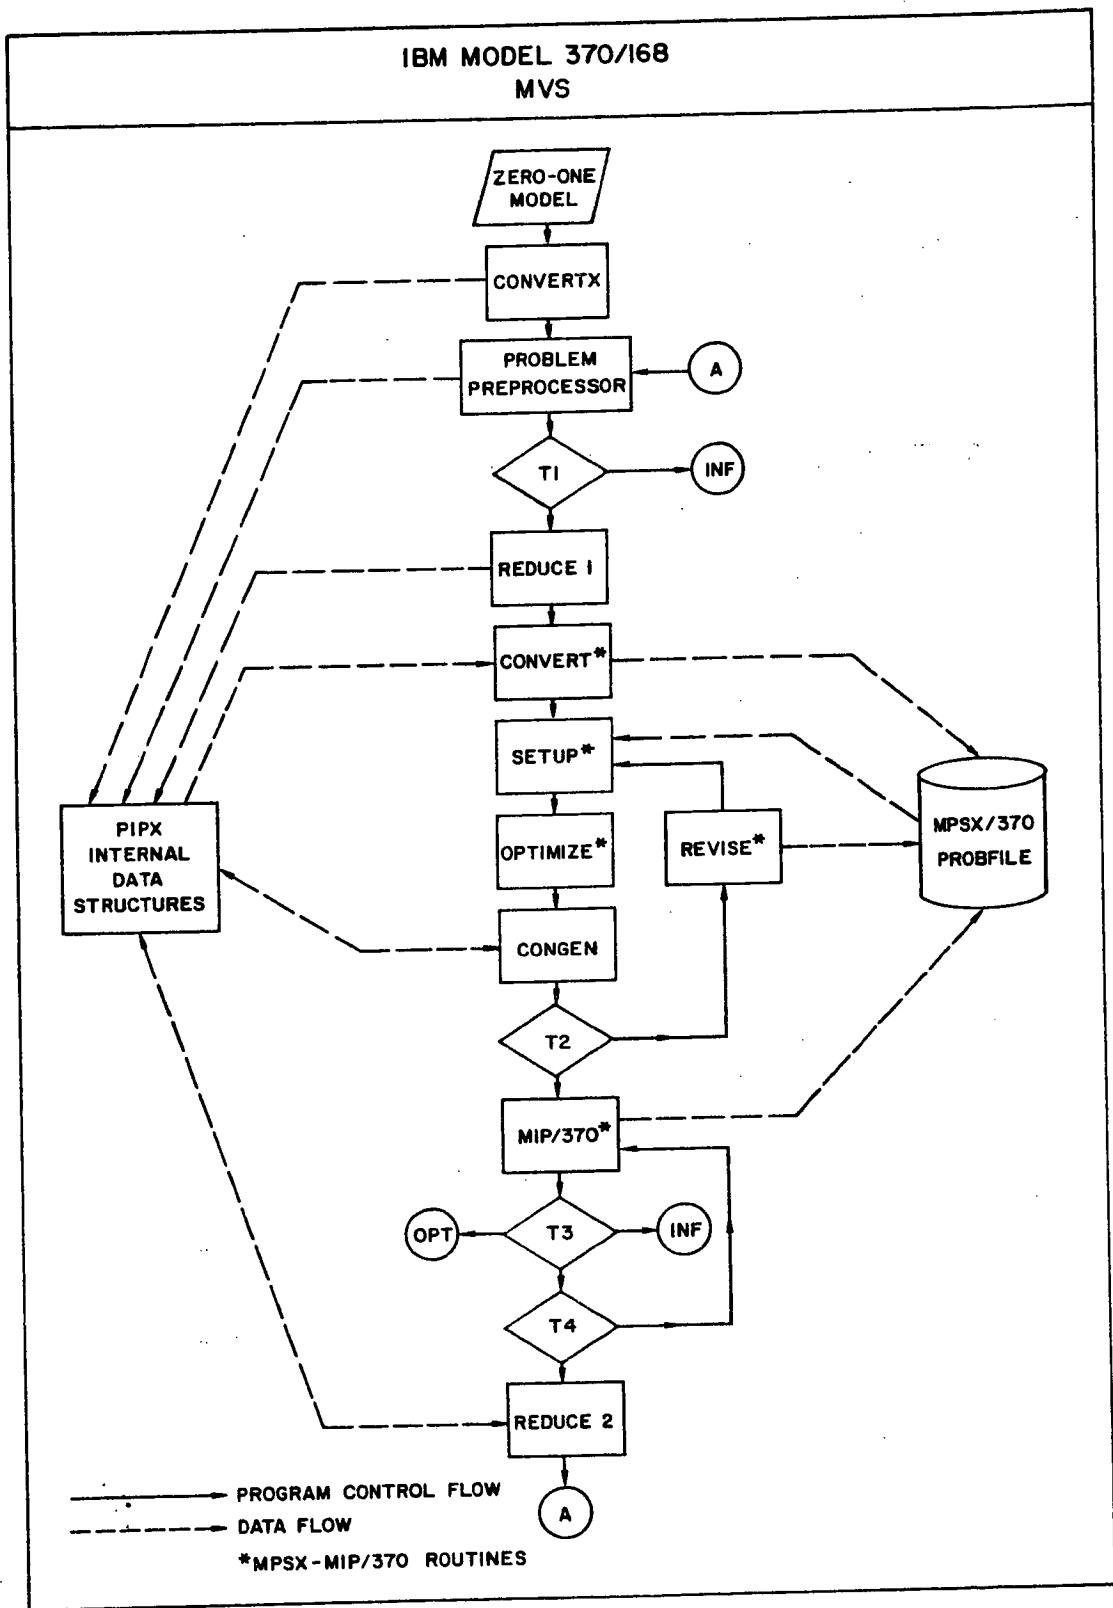 IBM MODEL 370/168
MVS
ZERO-ONE
MODEL
CONVERTX
PROBLEM
PREPROCESSOR
A
T1
INF
REDUCE 1
CONVERT*
SETUP*
OPTIMIZE*
REVISE*
MPSX/370
PROBFILE
PIPX
INTERNAL
DATA
STRUCTURES
CONGEN
T2
MIP/370*
OPT
T3
INF
T4
REDUCE 2
A
PROGRAM CONTROL FLOW
DATA FLOW
*MPSX-MIP/370 ROUTINES